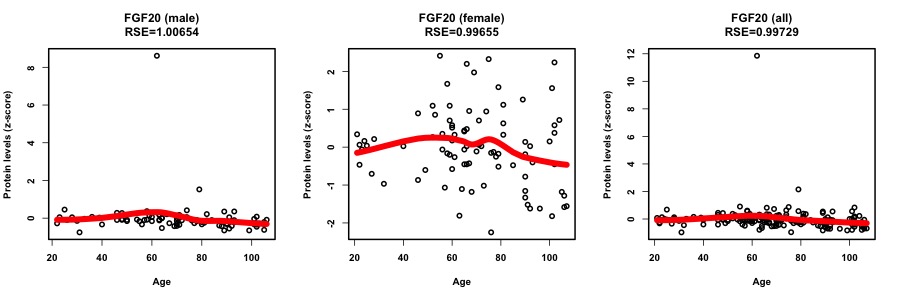 FGF20 (male)
RSE=1.00654
Protein levels (z-score)
8
6
4
2
0
20 40 60 80 100
Age
FGF20 (female)
RSE=0.99655
Protein levels (z-score)
2
1
0
-1
-2
20 40 60 80 100
Age
FGF20 (all)
RSE=0.99729
Protein levels (z-score)
12
10
8
6
4
2
0
20 40 60 80 100
Age